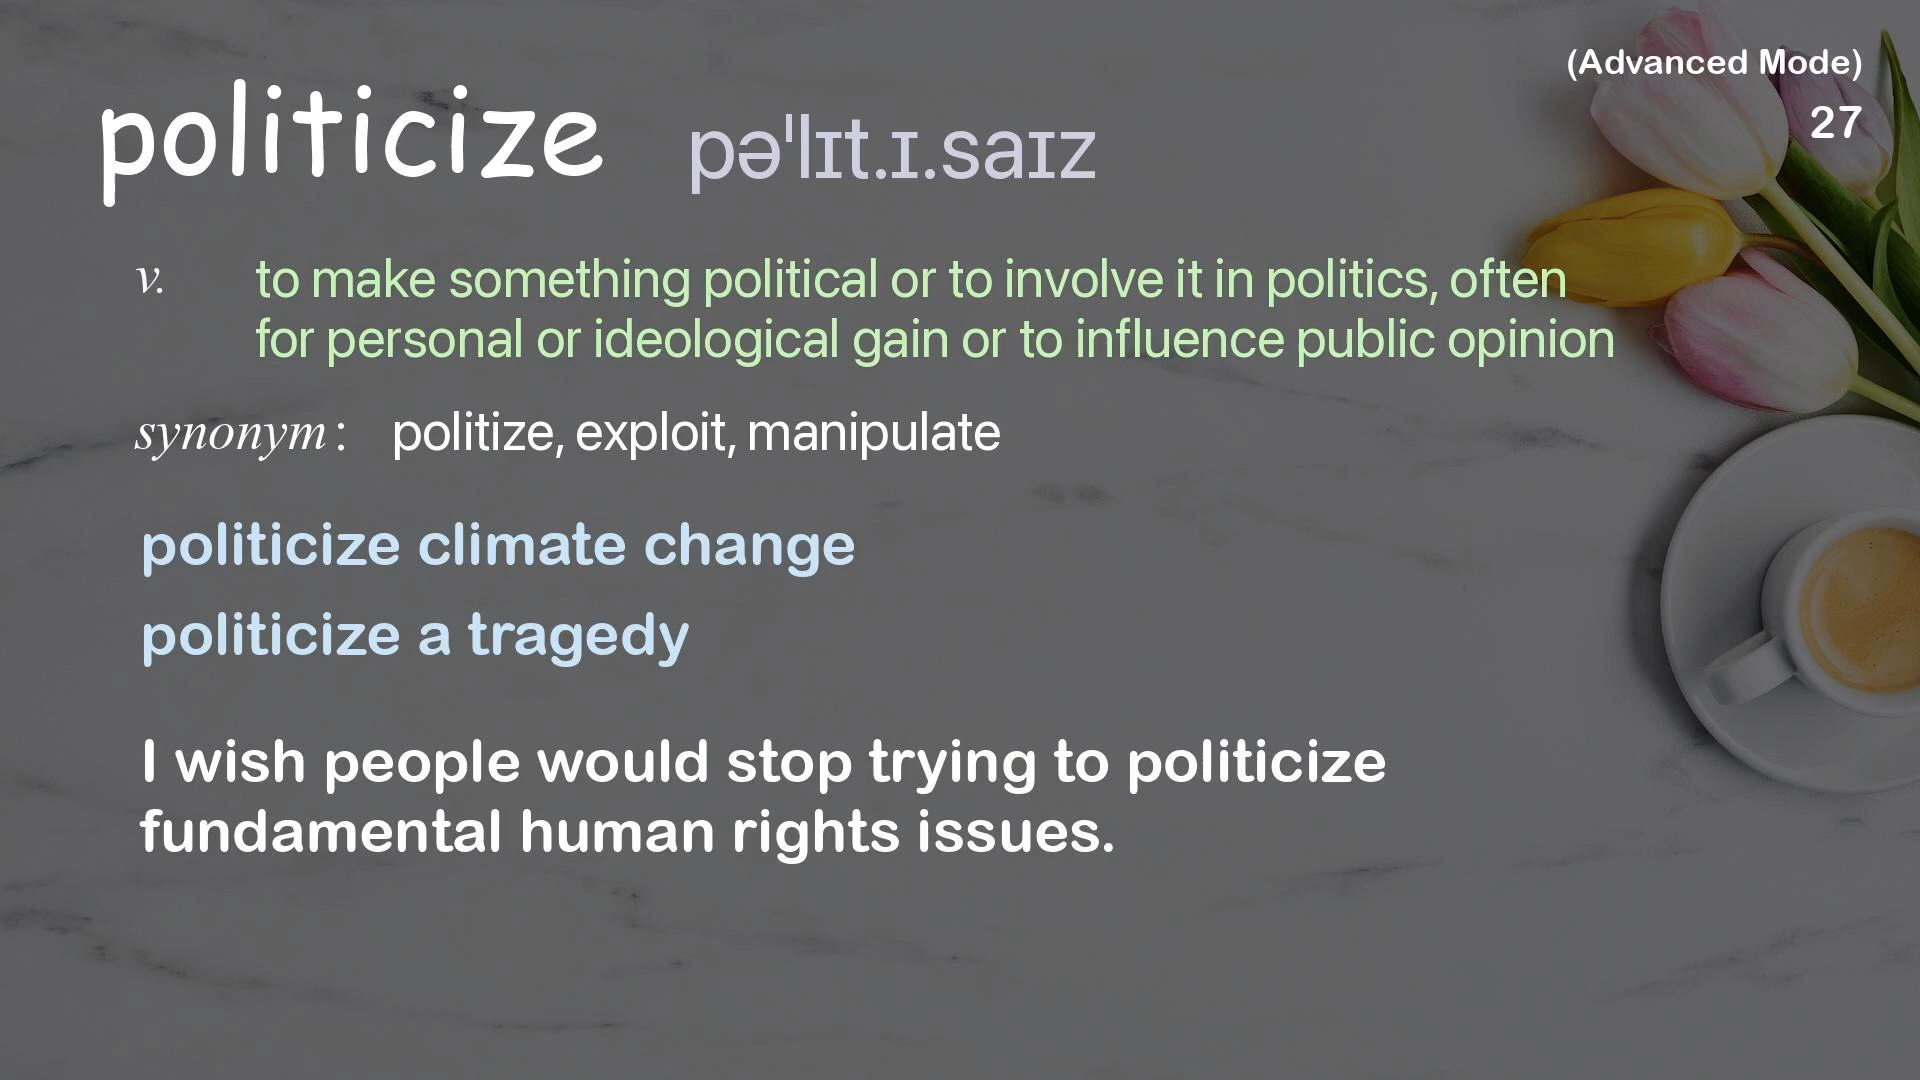 (Advanced Mode)
27
politicize pəˈlɪt.ɪ.saɪz
v. to make something political or to involve it in politics, often
for personal or ideological gain or to influence public opinion
synonym : politize, exploit, manipulate
politicize climate change
politicize a tragedy
I wish people would stop trying to politicize
fundamental human rights issues.